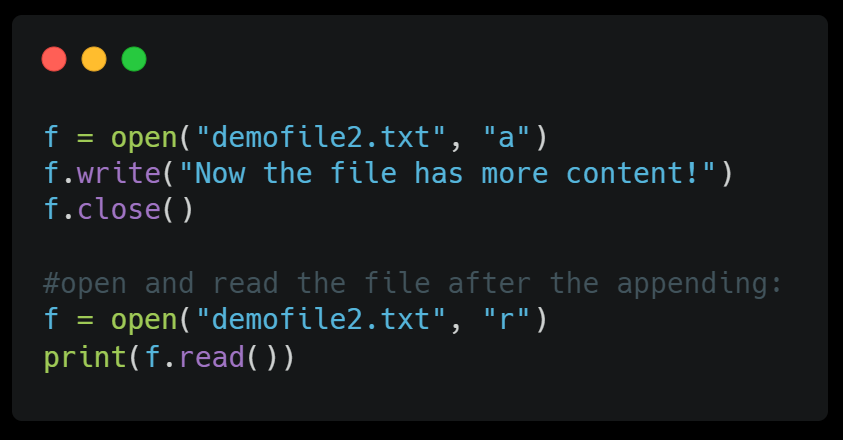 f = open("demofile2.txt", "a")
f.write("Now the file has more content!")
f.close()

#open and read the file after the appending:
f = open("demofile2.txt", "r")
print(f.read())